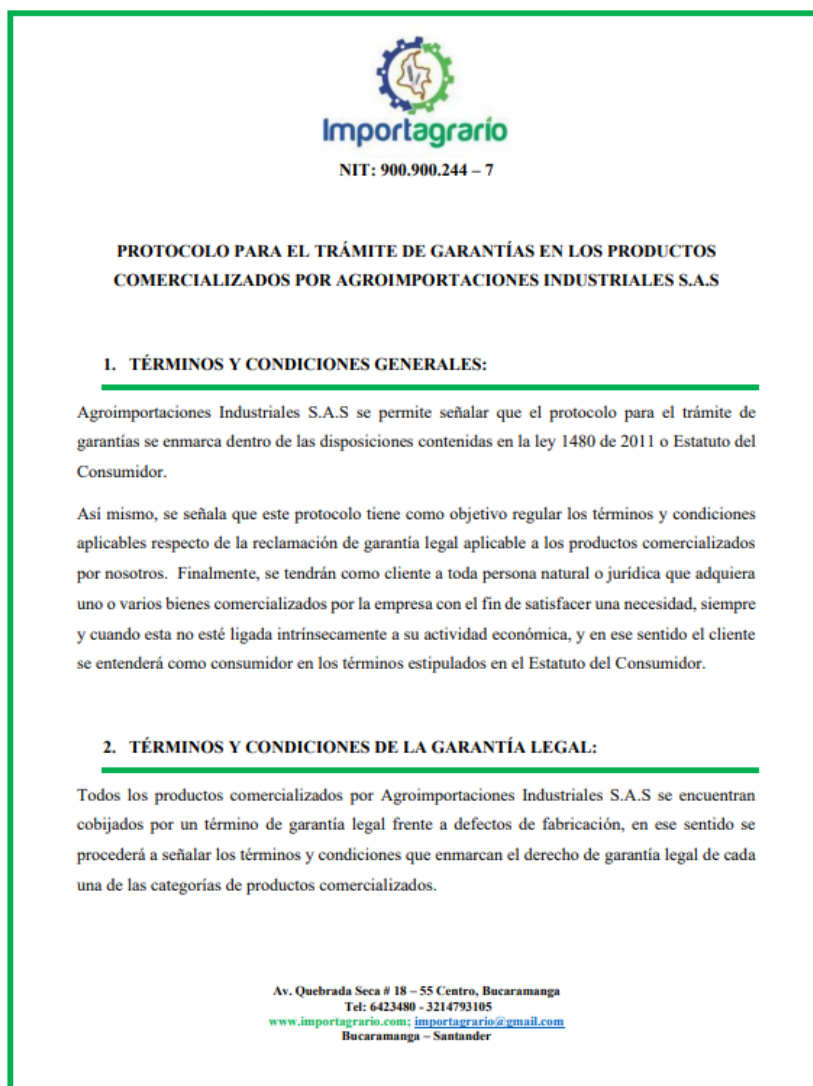 Importagrario
NIT: 900.900.244 – 7
PROTOCOLO PARA EL TRÁMITE DE GARANTÍAS EN LOS PRODUCTOS
COMERCIALIZADOS POR AGROIMPORTACIONES INDUSTRIALES S.A.S
1. TÉRMINOS Y CONDICIONES GENERALES:
Agroimportaciones Industriales S.A.S se permite señalar que el protocolo para el trámite de
garantías se enmarca dentro de las disposiciones contenidas en la ley 1480 de 2011 o Estatuto del
Consumidor.
Así mismo, se señala que este protocolo tiene como objetivo regular los términos y condiciones
aplicables respecto de la reclamación de garantía legal aplicable a los productos comercializados
por nosotros. Finalmente, se tendrán como cliente a toda persona natural o jurídica que adquiera
uno o varios bienes comercializados por la empresa con el fin de satisfacer una necesidad, siempre
y cuando esta no esté ligada intrínsecamente a su actividad económica, y en ese sentido el cliente
se entenderá como consumidor en los términos estipulados en el Estatuto del Consumidor.
2. TÉRMINOS Y CONDICIONES DE LA GARANTÍA LEGAL:
Todos los productos comercializados por Agroimportaciones Industriales S.A.S se encuentran
cobijados por un término de garantía legal frente a defectos de fabricación, en ese sentido se
procederá a señalar los términos y condiciones que enmarcan el derecho de garantía legal de cada
una de las categorías de productos comercializados.
Av. Quebrada Seca # 18 – 55 Centro, Bucaramanga
Tel: 6423480 - 3214793105
www.importagrario.com; importagrario@gmail.com
Bucaramanga – Santander